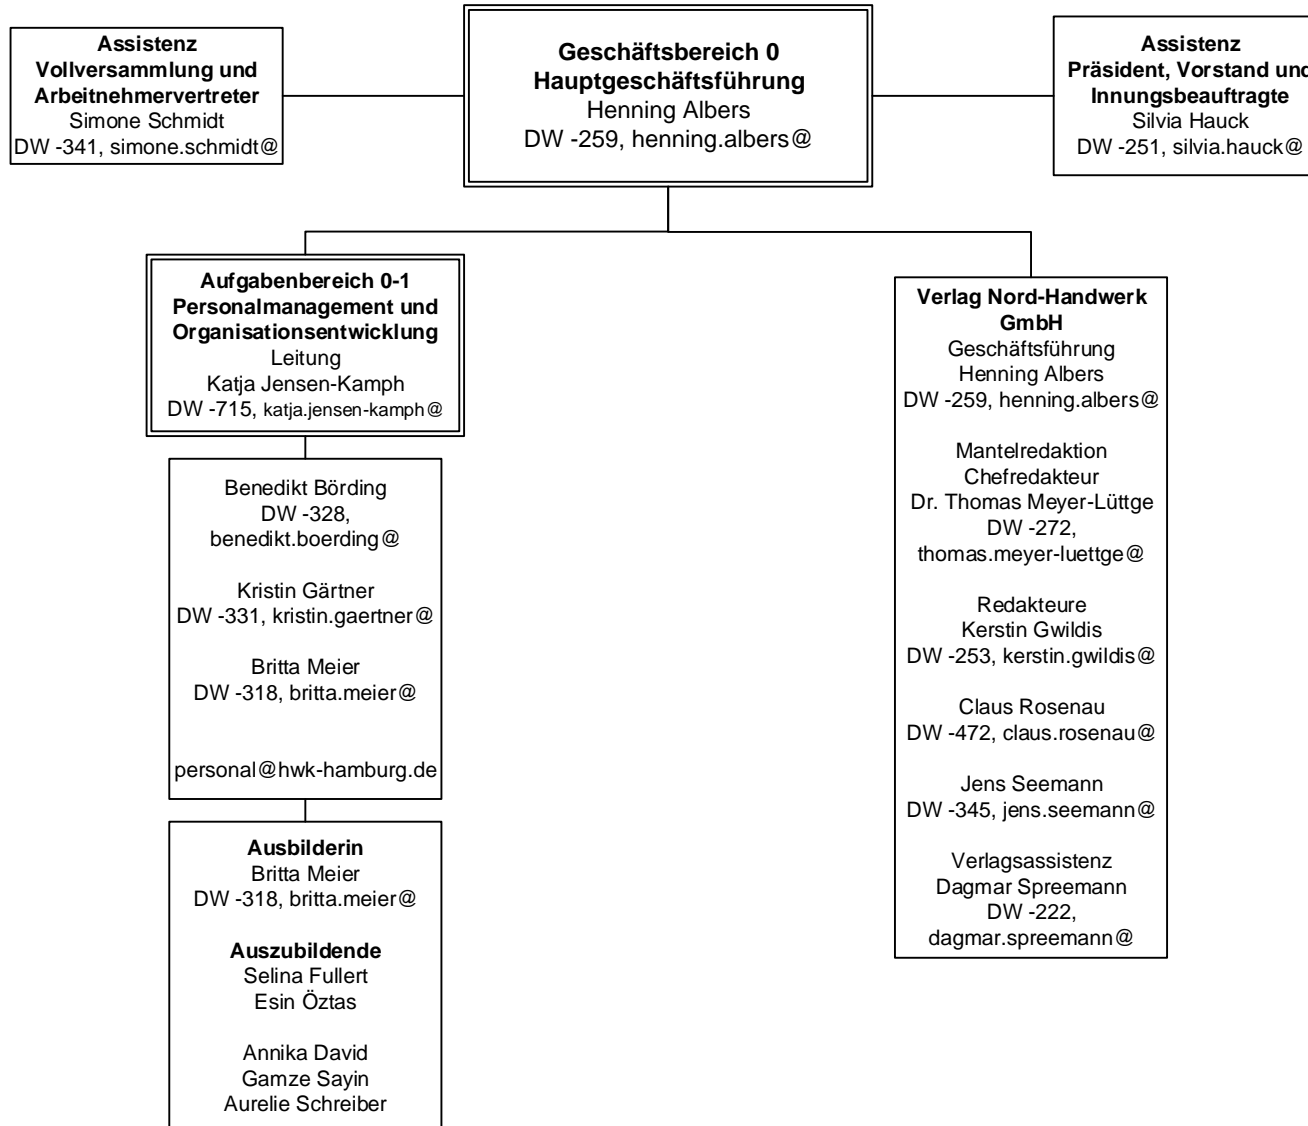 Assistenz
Vollversammlung und
Arbeitnehmervertreter
Simone Schmidt
DW -341, simone.schmidt@
Geschäftsbereich 0
Hauptgeschäftsführung
Henning Albers
DW -259, henning.albers@
Assistenz
Präsident, Vorstand und
Innungsbeauftragte
Silvia Hauck
DW -251, silvia.hauck@
Aufgabenbereich 0-1
Personalmanagement und
Organisationsentwicklung
Leitung
Katja Jensen-Kamph
DW -715, katja.jensen-kamph@
Benedikt Börding
DW -328,
benedikt.boerding@
Kristin Gärtner
DW -331, kristin.gaertner@
Britta Meier
DW -318, britta.meier@
personal@hwk-hamburg.de
Ausbilderin
Britta Meier
DW -318, britta.meier@
Auszubildende
Selina Fullert
Esin Öztas
Annika David
Gamze Sayin
Aurelie Schreiber
Verlag Nord-Handwerk
GmbH
Geschäftsführung
Henning Albers
DW -259, henning.albers@
Mantelredaktion
Chefredakteur
Dr. Thomas Meyer-Lüttge
DW -272,
thomas.meyer-luettge@
Redakteure
Kerstin Gwildis
DW -253, kerstin.gwildis@
Claus Rosenau
DW -472, claus.rosenau@
Jens Seemann
DW -345, jens.seemann@
Verlagsassistenz
Dagmar Spreemann
DW -222,
dagmar.spreemann@